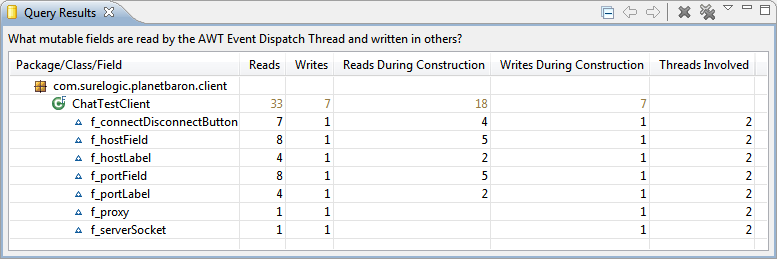 Query Results
What mutable fields are read by the AWT Event Dispatch Thread and written in others?
Package/Class/Field Reads Writes Reads During Construction Writes During Construction Threads Involved
com.surelogic.planetbaron.client
ChatTestClient 33 7 18 7
f_connectDisconnectButton 7 1 4 1 2
f_hostField 8 1 5 1 2
f_hostLabel 4 1 2 1 2
f_portField 8 1 5 1 2
f_portLabel 4 1 2 1 2
f_proxy 1 1 1 2
f_serverSocket 1 1 1 2